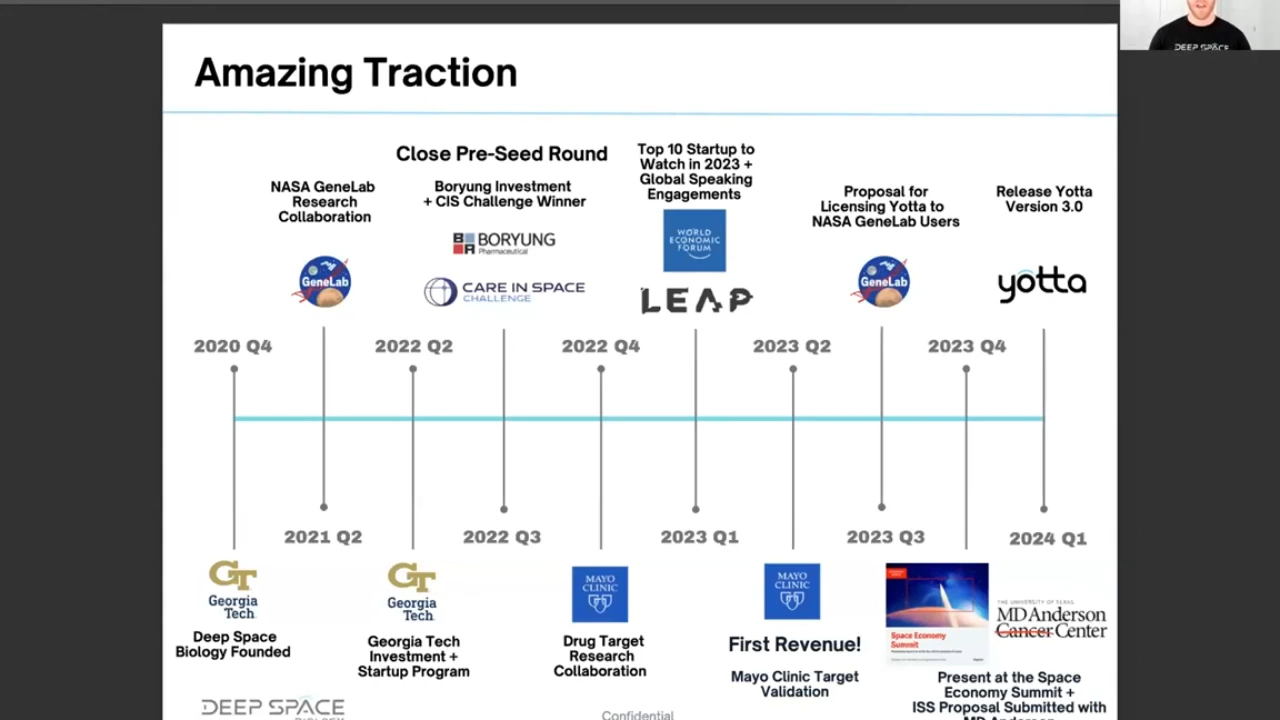 DEEP SPACE
Amazing Traction
NASA GeneLab
Research
Collaboration
GeneLab
Close Pre-Seed Round
Boryung Investment
+ CIS Challenge Winner
BORYUNG
Pharmaceutical
CARE IN SPACE
CHALLENGE
Top 10 Startup to
Watch in 2023 +
Global Speaking
Engagements
WORLD
ECONOMIC
FORUM
LEAP
Proposal for
Licensing Yotta to
NASA GeneLab Users
GeneLab
Release Yotta
Version 3.0
yotta
2020 Q4
2022 Q2
2022 Q4
2023 Q2
2023 Q4
2021 Q2
2022 Q3
2023 Q1
2023 Q3
2024 Q1
GT
Georgia
Tech
Deep Space
Biology Founded
GT
Georgia
Tech
Georgia Tech
Investment +
Startup Program
MAYO
CLINIC
Drug Target
Research
Collaboration
MAYO
CLINIC
First Revenue!
Mayo Clinic Target
Validation
Space Economy
Summit
THE UNIVERSITY OF TEXAS
MD Anderson
Cancer Center
Present at the Space
Economy Summit +
ISS Proposal Submitted with
MD Anderson
DEEP SPACE
BIOLOGY
Confidential